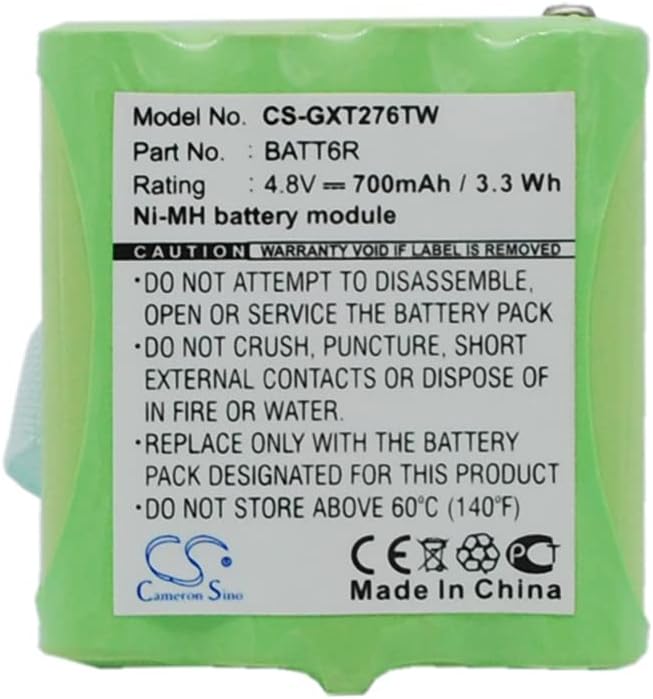 Model No. CS-GXT276TW
Part No. : BATT6R
Rating : 4.8V ⎓ 700mAh / 3.3 Wh
Ni-MH battery module
CAUTION WARRANTY VOID IF LABEL IS REMOVED
•DO NOT ATTEMPT TO DISASSEMBLE,
OPEN OR SERVICE THE BATTERY PACK
•DO NOT CRUSH, PUNCTURE, SHORT
EXTERNAL CONTACTS OR DISPOSE OF
IN FIRE OR WATER.
•REPLACE ONLY WITH THE BATTERY
PACK DESIGNATED FOR THIS PRODUCT
•DO NOT STORE ABOVE 60°C (140°F)
CS CE PCT
Cameron Sino Made In China